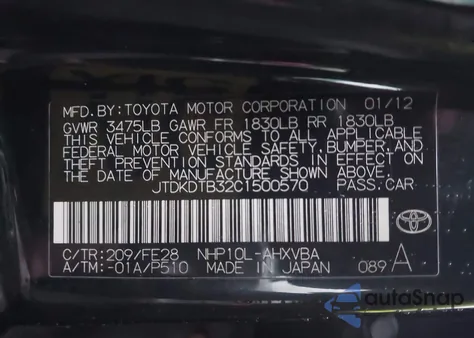 MFD.BY:TOYOTA MOTOR CORPORATION 01/12
GVWR 3475LB GAWR FR 1830LB RR 1830LB
THIS VEHICLE CONFORMS TO ALL APPLICABLE
FEDERAL MOTOR VEHICLE SAFETY, BUMPER, AND
THEFT PREVENTION STANDARDS IN EFFECT ON
THE DATE OF MANUFACTURE SHOWN ABOVE.
JTDKDTB32C1500570 PASS.CAR
C/TR:209/FE28 NHP10L-AHXVBA
A/TM:-01A/P510 MADE IN JAPAN 089 A
autoSnap